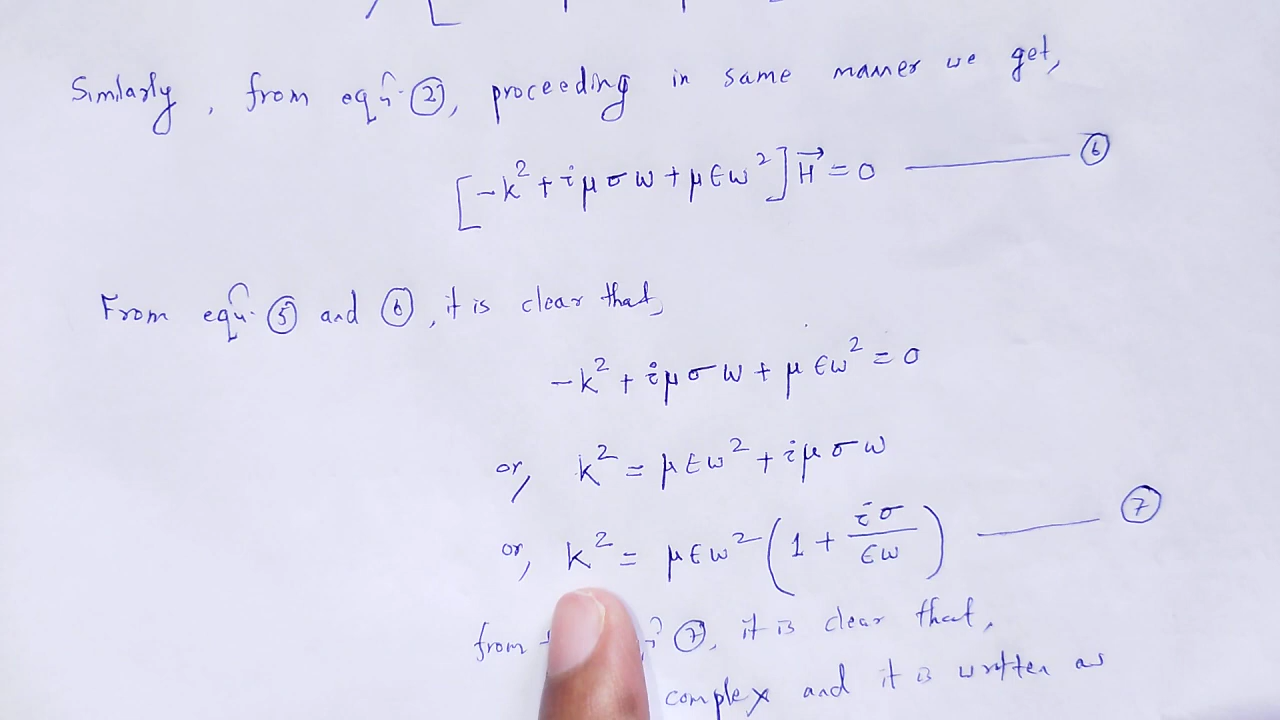 Similarly, from eqn. ②, proceeding in same manner we get,
[-k² + iμσω + μϵω²] H⃗ = 0 ——— ⑥
From eqn. ⑤ and ⑥, it is clear that,
-k² + iμσω + μϵω² = 0
or, k² = μϵω² + iμσω
or, k² = μϵω² (1 + iσ/ϵω) ——— ⑦
from ⑦, it is clear that,
complex and it is written as